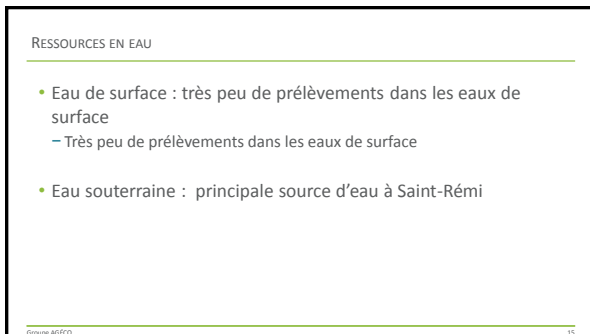 RESSOURCES EN EAU
• Eau de surface : très peu de prélèvements dans les eaux de
surface
– Très peu de prélèvements dans les eaux de surface
• Eau souterraine : principale source d'eau à Saint-Rémi
Groupe AGÉCO
15